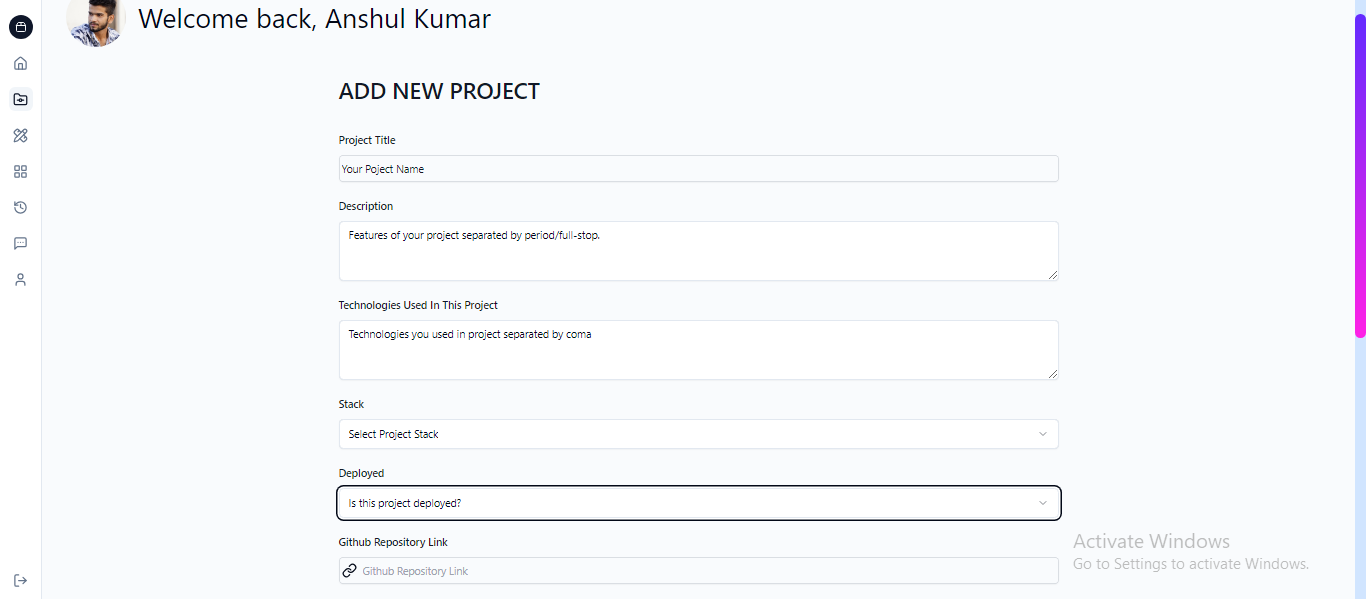 Welcome back, Anshul Kumar
ADD NEW PROJECT
Project Title
Your Poject Name
Description
Features of your project separated by period/full-stop.
Technologies Used In This Project
Technologies you used in project separated by coma
Stack
Select Project Stack
Deployed
Is this project deployed?
Github Repository Link
Github Repository Link
Activate Windows
Go to Settings to activate Windows.